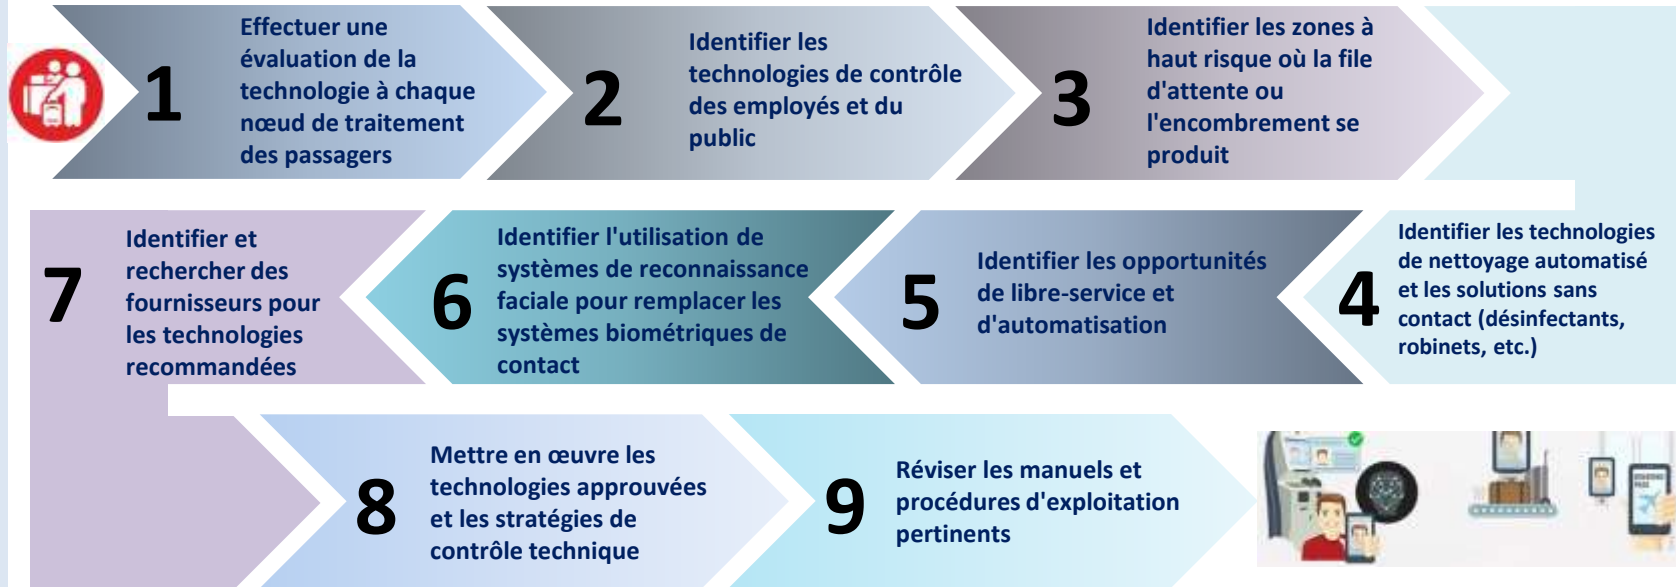 1
Effectuer une
évaluation de la
technologie à chaque
nœud de traitement
des passagers
2
Identifier les
technologies de contrôle
des employés et du
public
3
Identifier les zones à
haut risque où la file
d'attente ou
l'encombrement se
produit
4
Identifier les technologies
de nettoyage automatisé
et les solutions sans
contact (désinfectants,
robinets, etc.)
5
Identifier les opportunités
de libre-service et
d'automatisation
6
Identifier l'utilisation de
systèmes de reconnaissance
faciale pour remplacer les
systèmes biométriques de
contact
7
Identifier et
rechercher des
fournisseurs pour
les technologies
recommandées
8
Mettre en œuvre les
technologies approuvées
et les stratégies de
contrôle technique
9
Réviser les manuels et
procédures d'exploitation
pertinents